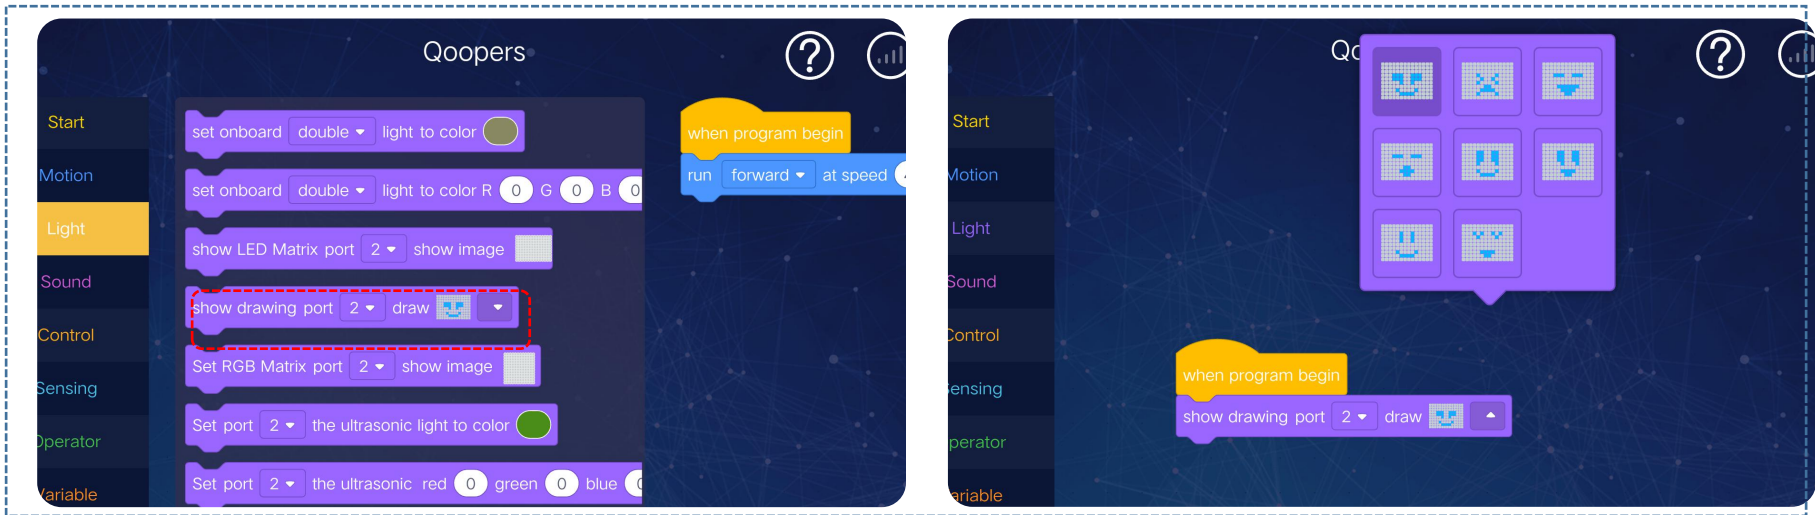 Qoopers
?
Start
Motion
Light
Sound
Control
Sensing
Operator
Variable
set onboard double light to color
set onboard double light to color R 0 G 0 B 0
show LED Matrix port 2 show image
show drawing port 2 draw
Set RGB Matrix port 2 show image
Set port 2 the ultrasonic light to color
Set port 2 the ultrasonic red 0 green 0 blue
when program begin
run forward at speed
Qo
?
Start
Motion
Light
Sound
Control
ensing
perator
ariable
when program begin
show drawing port 2 draw